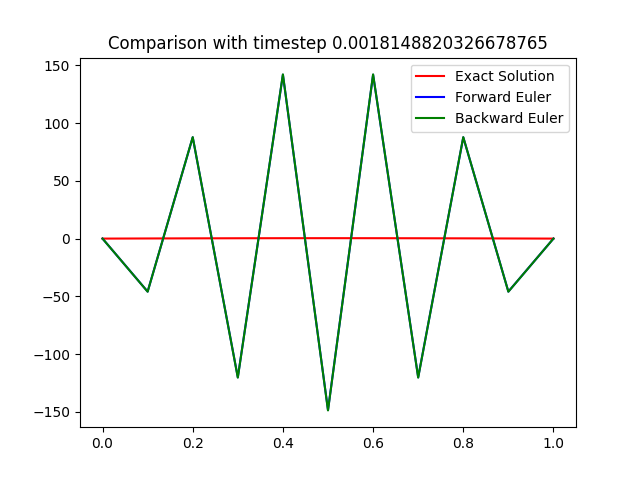 Comparison with timestep 0.0018148820326678765
Exact Solution
Forward Euler
Backward Euler
150
100
50
0
−50
−100
−150
0.0 0.2 0.4 0.6 0.8 1.0